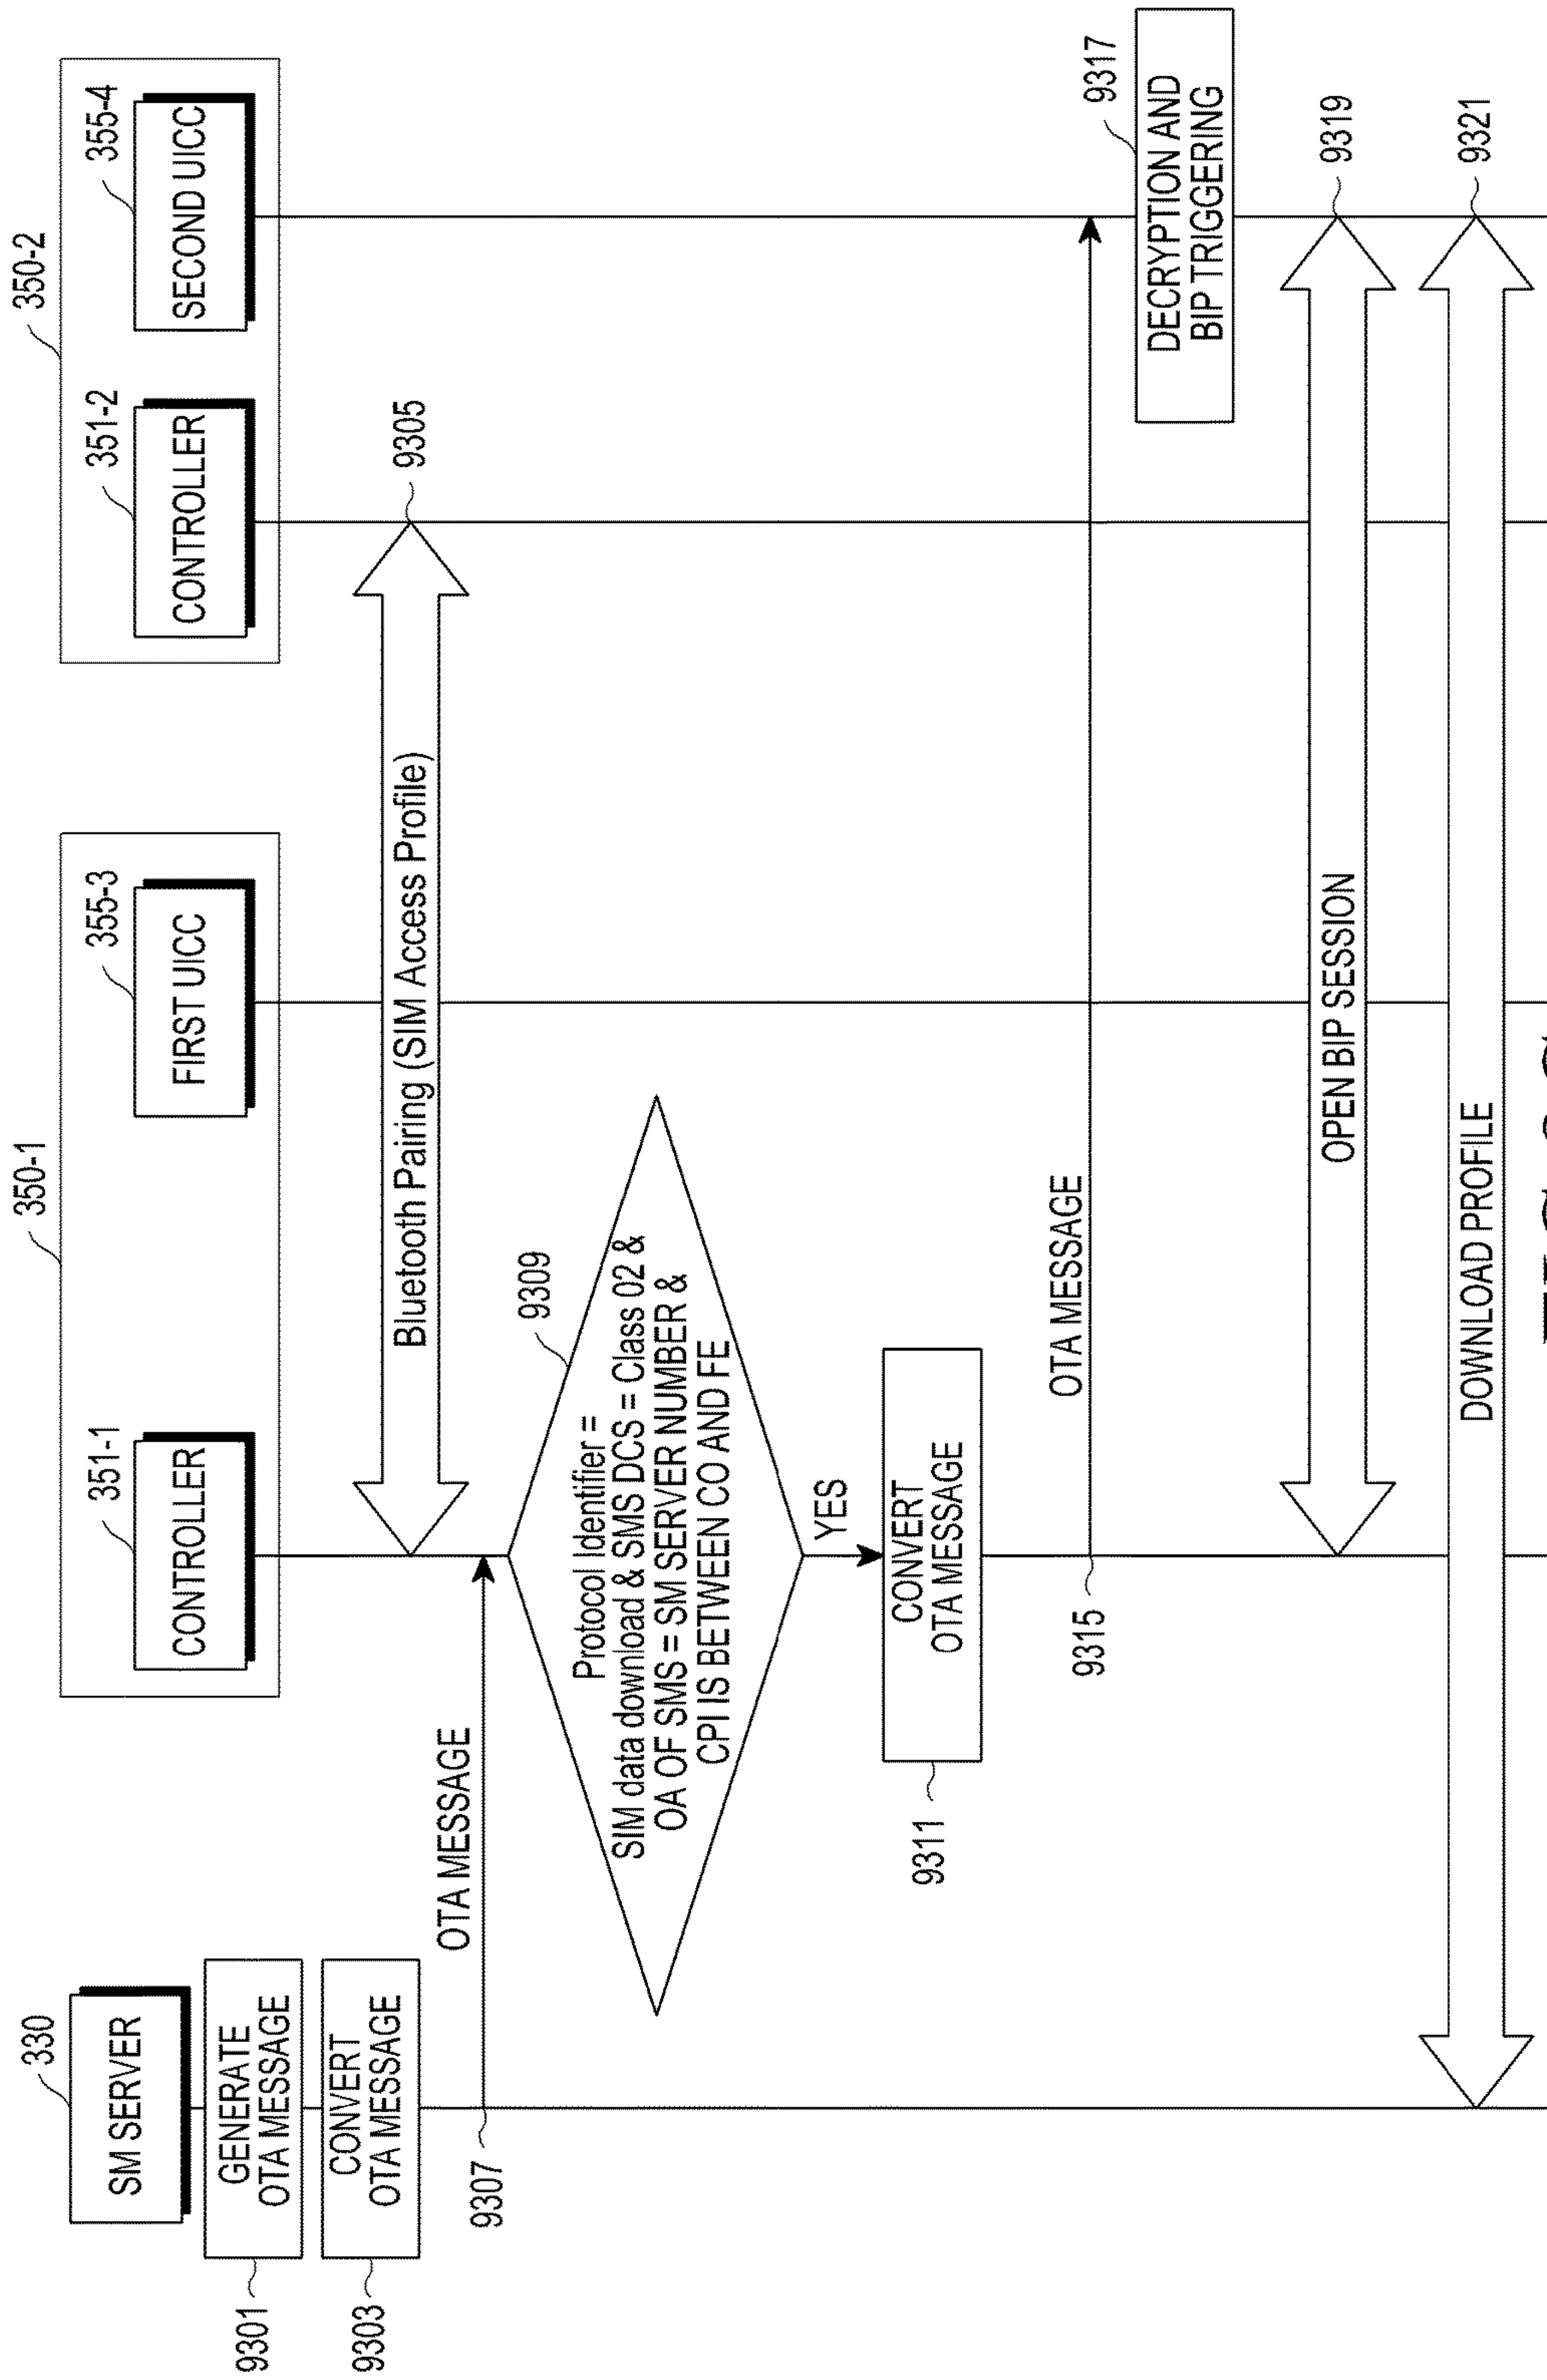 350-1
350-2
330
351-1
355-3
351-2
355-4
SM SERVER
CONTROLLER
FIRST UICC
CONTROLLER
SECOND UICC
9301
GENERATE
OTA MESSAGE
9303
CONVERT
OTA MESSAGE
Bluetooth Pairing (SIM Access Profile)
9305
OTA MESSAGE
9307
9309
Protocol Identifier =
SIM data download & SMS DCS = Class 02 &
OA OF SMS = SM SERVER NUMBER &
CPI IS BETWEEN CO AND FE
YES
9311
CONVERT
OTA MESSAGE
OTA MESSAGE
9315
9317
DECRYPTION AND
BIP TRIGGERING
OPEN BIP SESSION
9319
DOWNLOAD PROFILE
9321